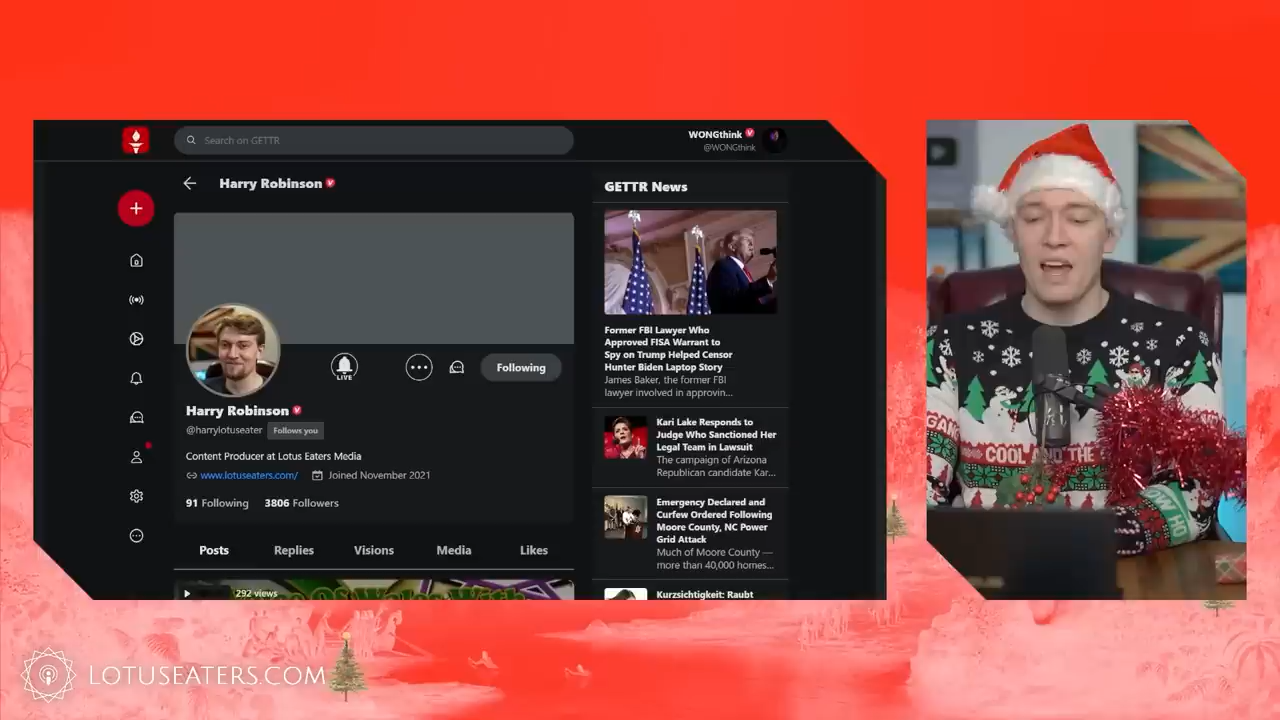 Search on GETTR
WONGthink
@WONGthink
Harry Robinson
GETTR News
LIVE
Following
Harry Robinson
@harrylotuseater
Follows you
Content Producer at Lotus Eaters Media
www.lotuseaters.com/
Joined November 2021
91 Following
3806 Followers
Posts
Replies
Visions
Media
Likes
292 views
Former FBI Lawyer Who
Approved FISA Warrant to
Spy on Trump Helped Censor
Hunter Biden Laptop Story
James Baker, the former FBI
lawyer involved in approvin...
Kari Lake Responds to
Judge Who Sanctioned Her
Legal Team in Lawsuit
The campaign of Arizona
Republican candidate Kar...
Emergency Declared and
Curfew Ordered Following
Moore County, NC Power
Grid Attack
Much of Moore County —
more than 40,000 homes...
Kurzsichtigkeit: Raubt
COOL AND THE
LOTUSEATERS.COM